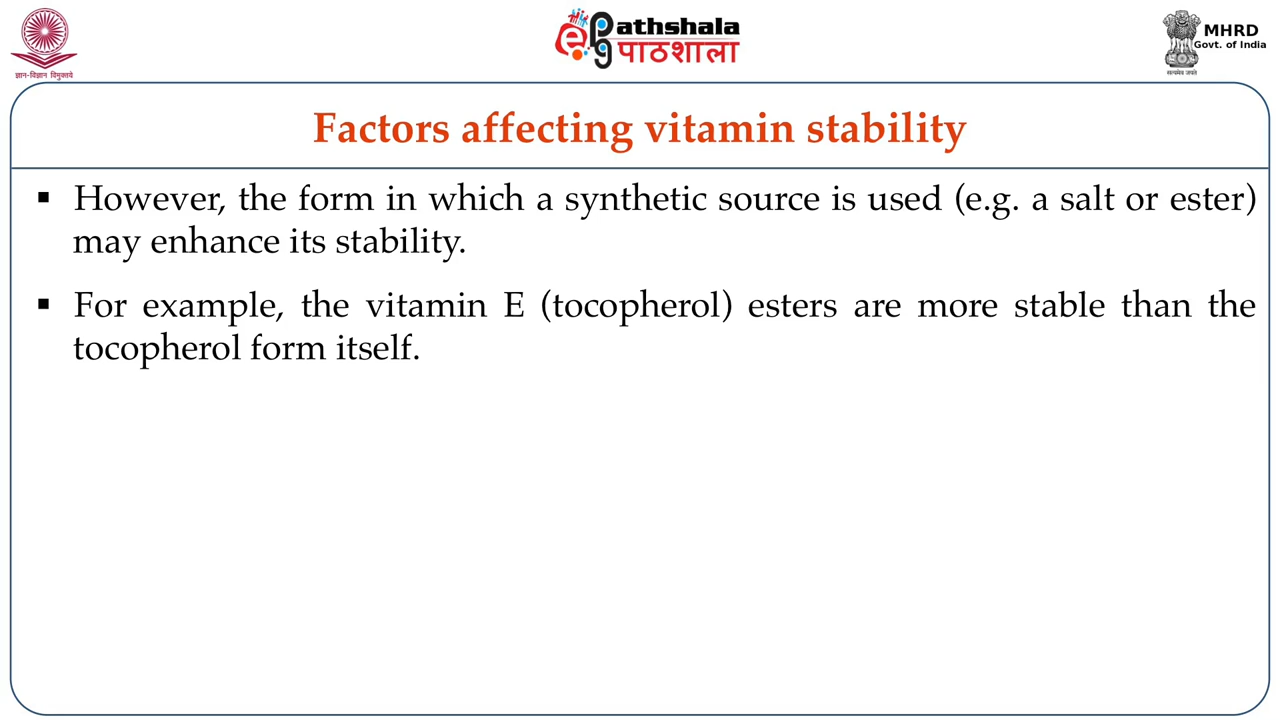 ज्ञान-विज्ञान विमुक्तये
Pathshala
पाठशाला
MHRD
Govt. of India
सत्यमेव जयते
Factors affecting vitamin stability
▪ However, the form in which a synthetic source is used (e.g. a salt or ester)
may enhance its stability.
▪ For example, the vitamin E (tocopherol) esters are more stable than the
tocopherol form itself.